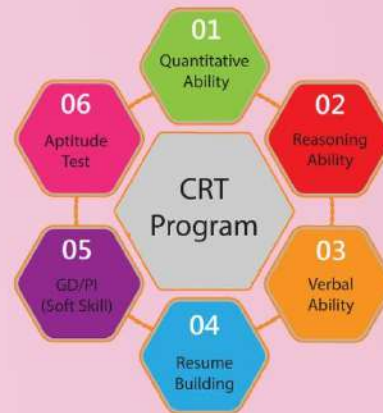 01
Quantitative
Ability
02
Reasoning
Ability
03
Verbal
Ability
04
Resume
Building
05
GD/PI
(Soft Skill)
06
Aptitude
Test
CRT
Program